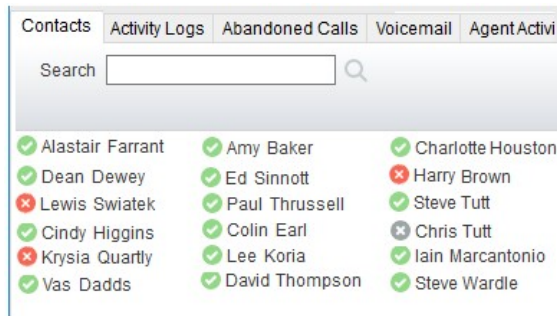 Contacts Activity Logs Abandoned Calls Voicemail Agent Activi
Search
Alastair Farrant Amy Baker Charlotte Houston
Dean Dewey Ed Sinnott Harry Brown
Lewis Swiatek Paul Thrussell Steve Tutt
Cindy Higgins Colin Earl Chris Tutt
Krysia Quartly Lee Koria Iain Marcantonio
Vas Dadds David Thompson Steve Wardle